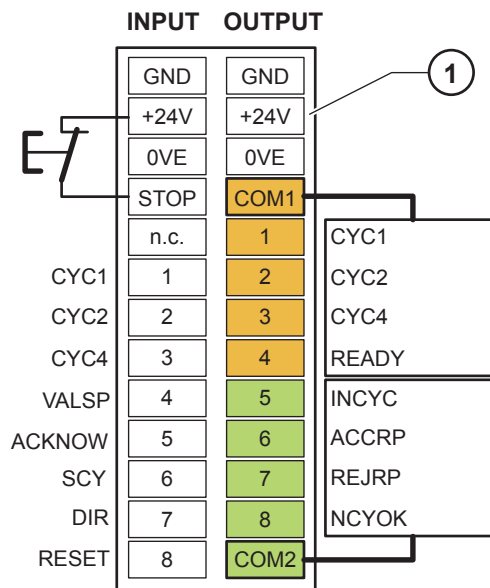 INPUT OUTPUT
GND GND
+24V +24V 1
0VE 0VE
STOP COM1
n.c. 1 CYC1
CYC1 1 2 CYC2
CYC2 2 3 CYC4
CYC4 3 4 READY
VALSP 4 5 INCYC
ACKNOW 5 6 ACCRP
SCY 6 7 REJRP
DIR 7 8 NCYOK
RESET 8 COM2